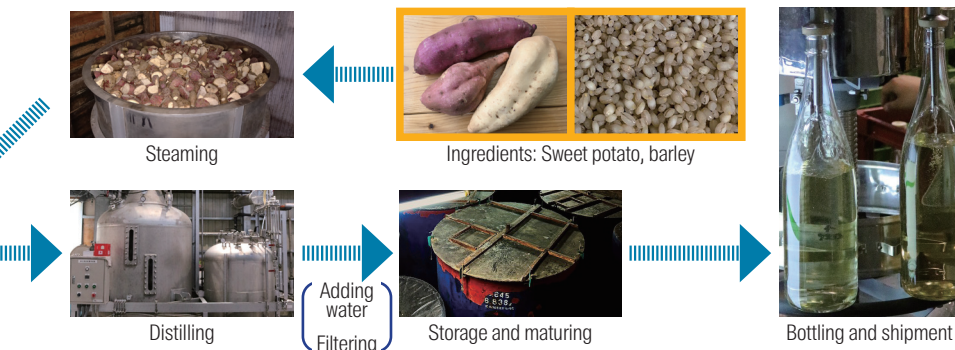 Ingredients: Sweet potato, barley
Steaming
Distilling
Adding
water
Filtering
Storage and maturing
Bottling and shipment